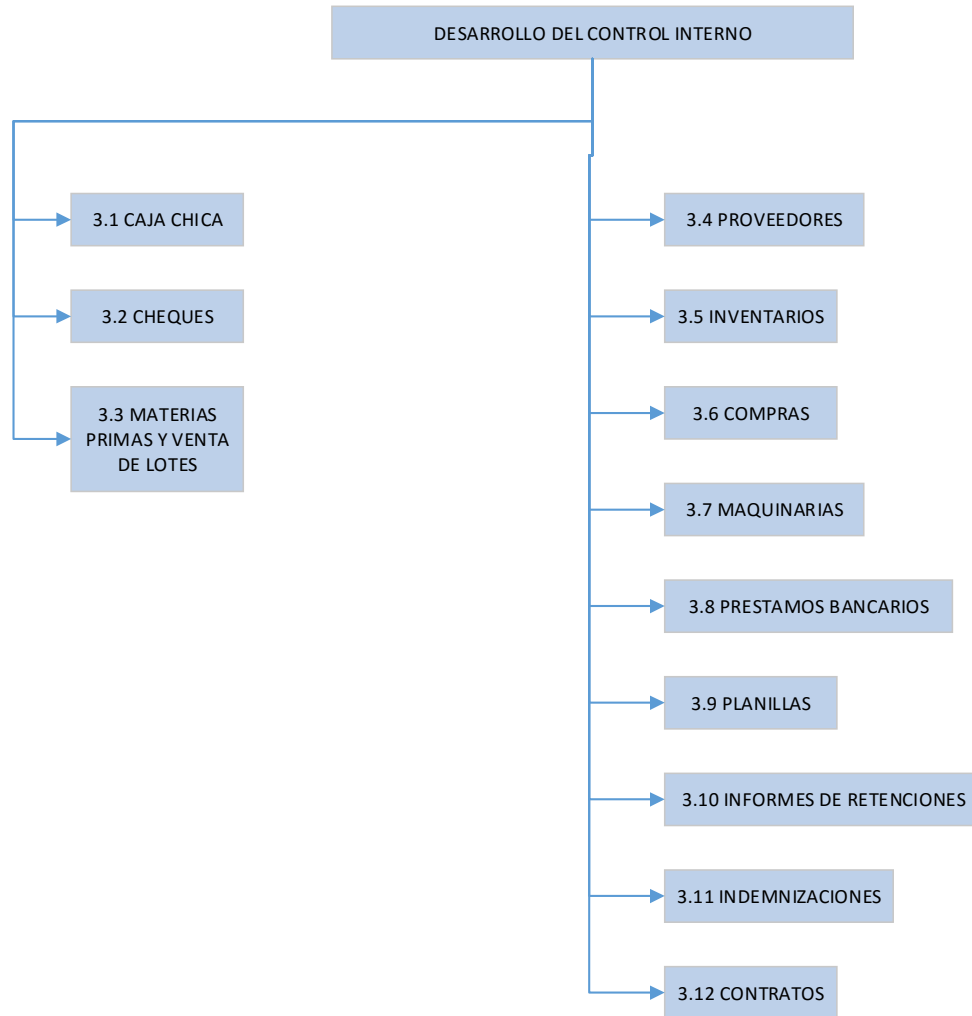 DESARROLLO DEL CONTROL INTERNO
3.1 CAJA CHICA
3.2 CHEQUES
3.3 MATERIAS
PRIMAS Y VENTA
DE LOTES
3.4 PROVEEDORES
3.5 INVENTARIOS
3.6 COMPRAS
3.7 MAQUINARIAS
3.8 PRESTAMOS BANCARIOS
3.9 PLANILLAS
3.10 INFORMES DE RETENCIONES
3.11 INDEMNIZACIONES
3.12 CONTRATOS